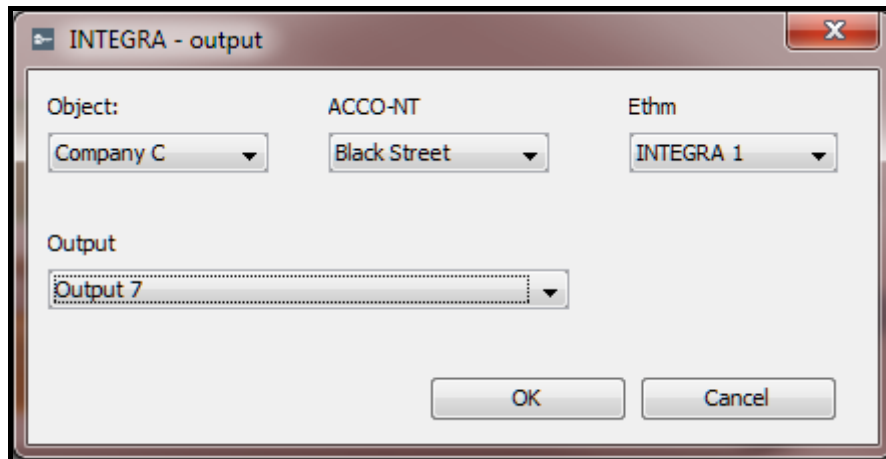 INTEGRA - output
Object: ACCO-NT Ethm
Company C Black Street INTEGRA 1
Output
Output 7
OK Cancel